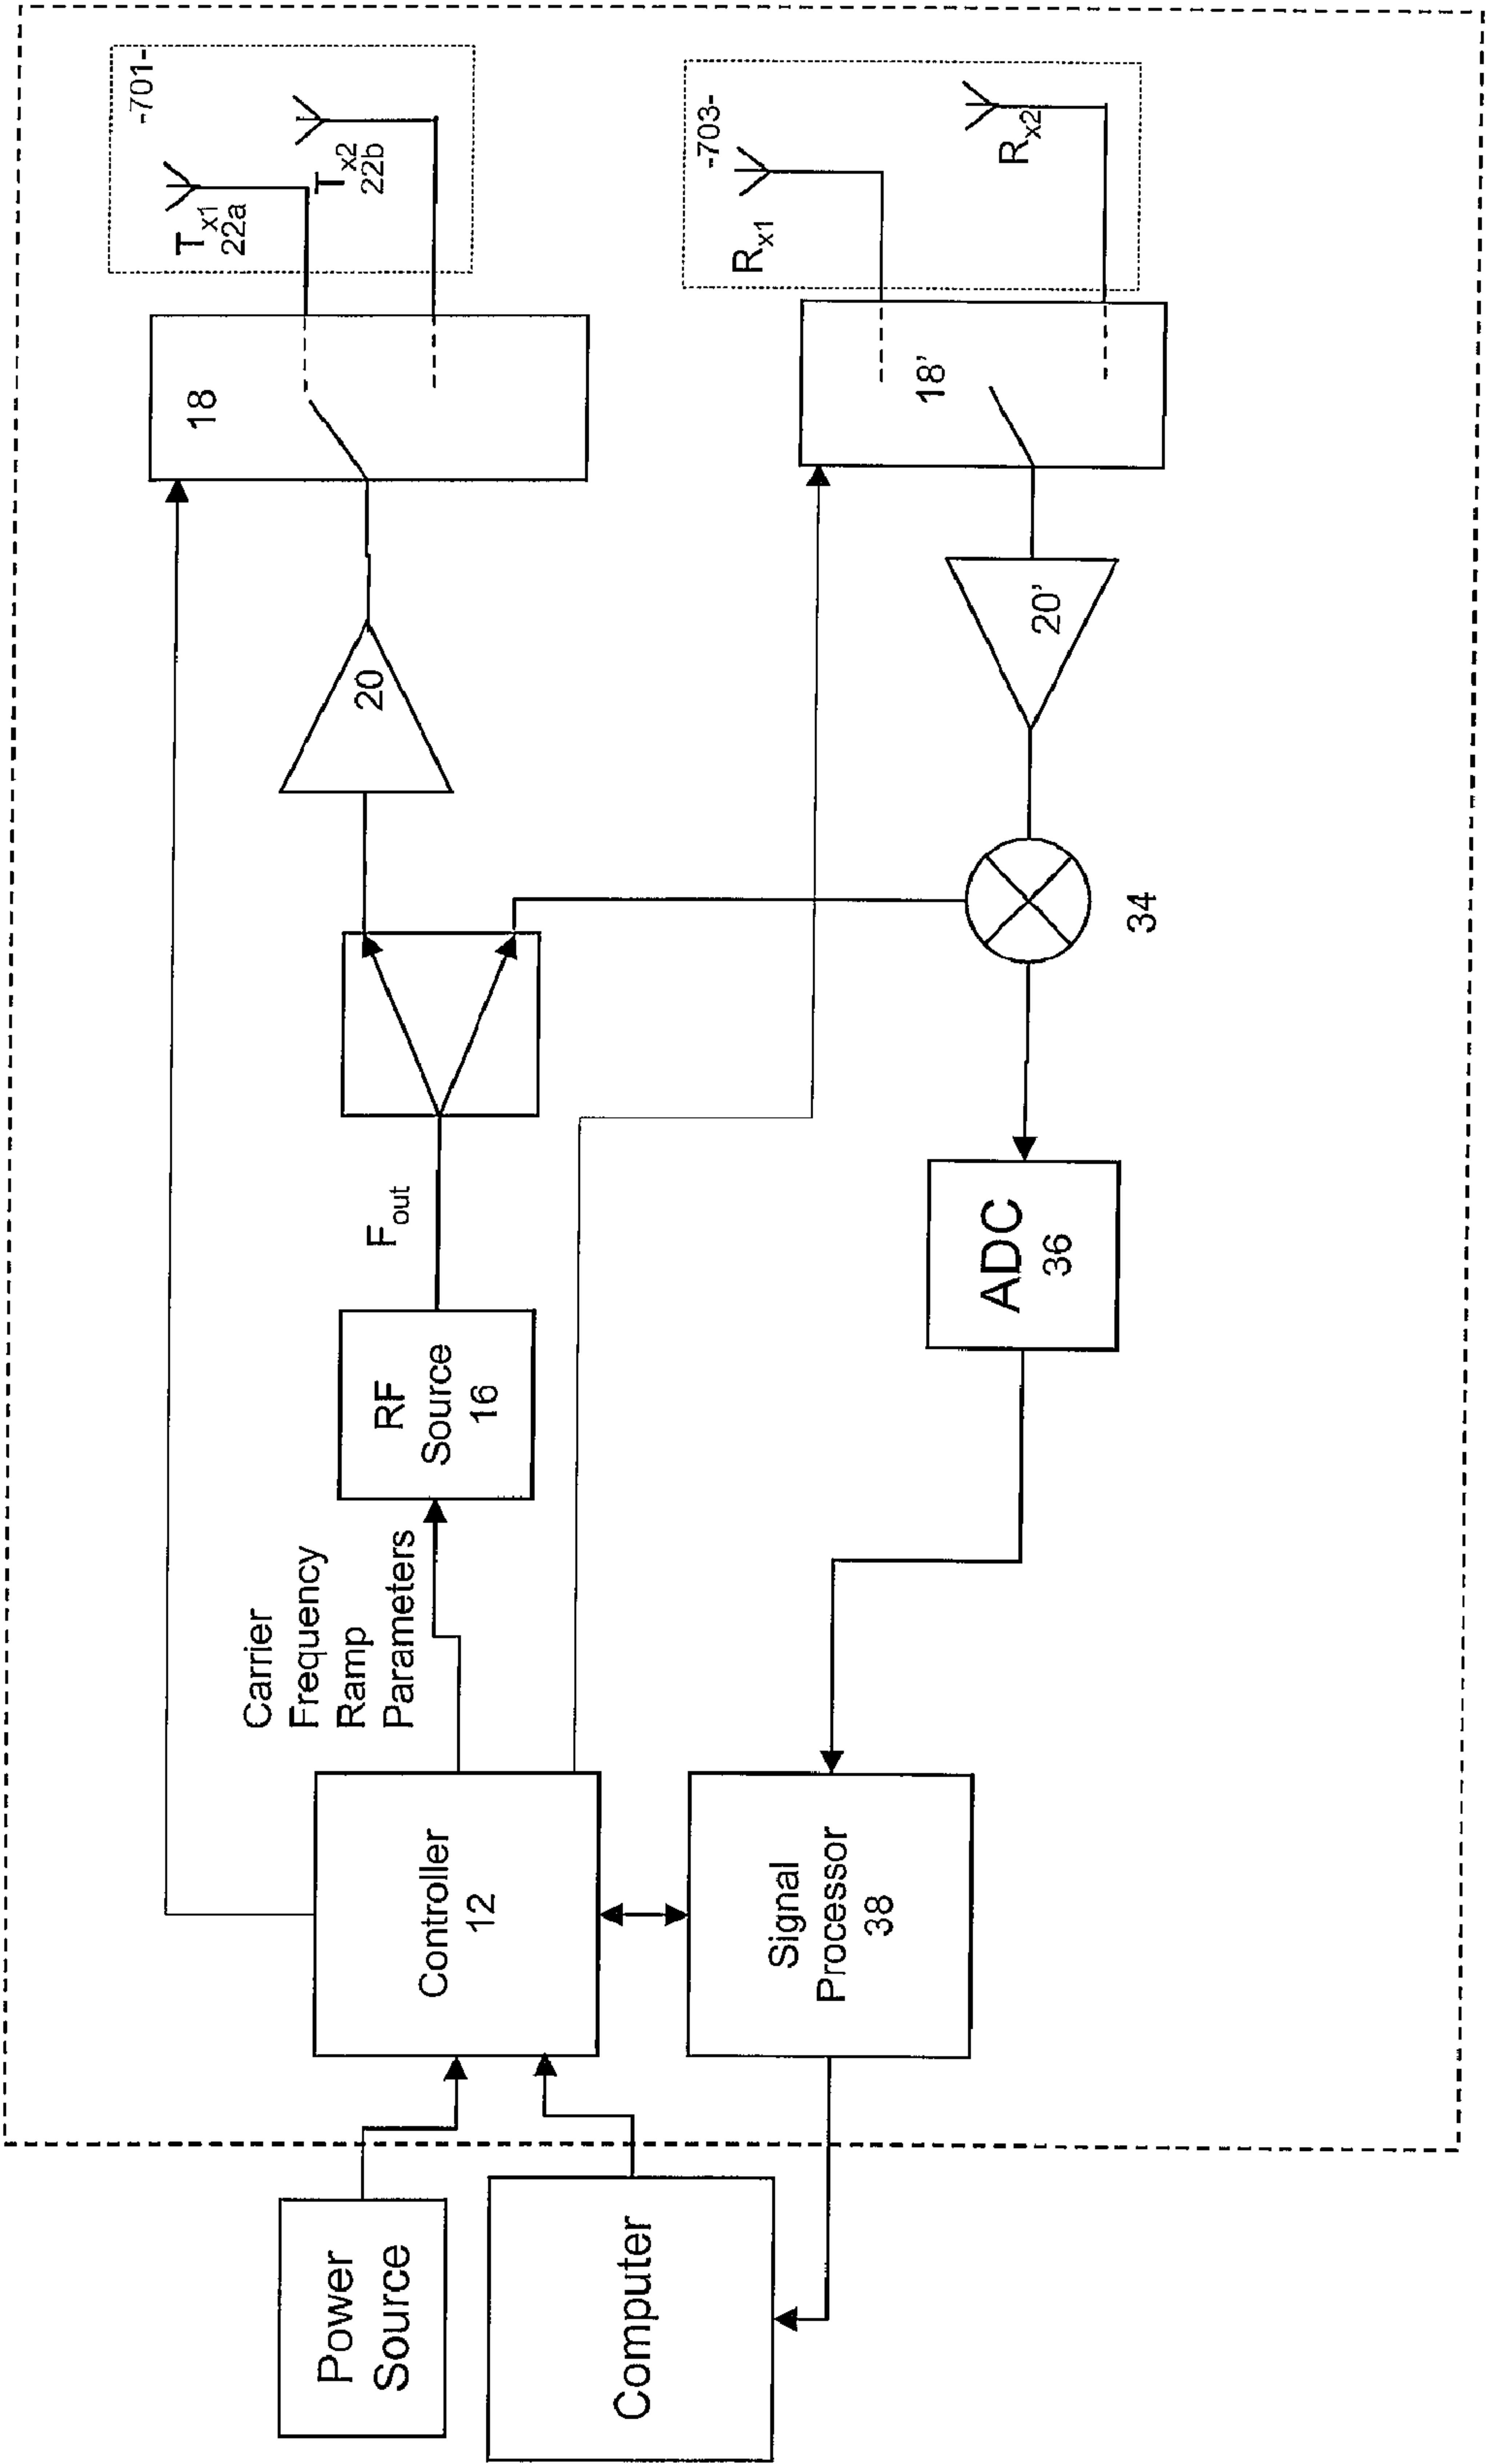 -701-
Tx1
22a
Tx2
22b
18
20
-703-
Rx1
Rx2
18'
20'
34
Fout
RF
Source
16
ADC
36
Carrier
Frequency
Ramp
Parameters
Controller
12
Signal
Processor
38
Power
Source
Computer